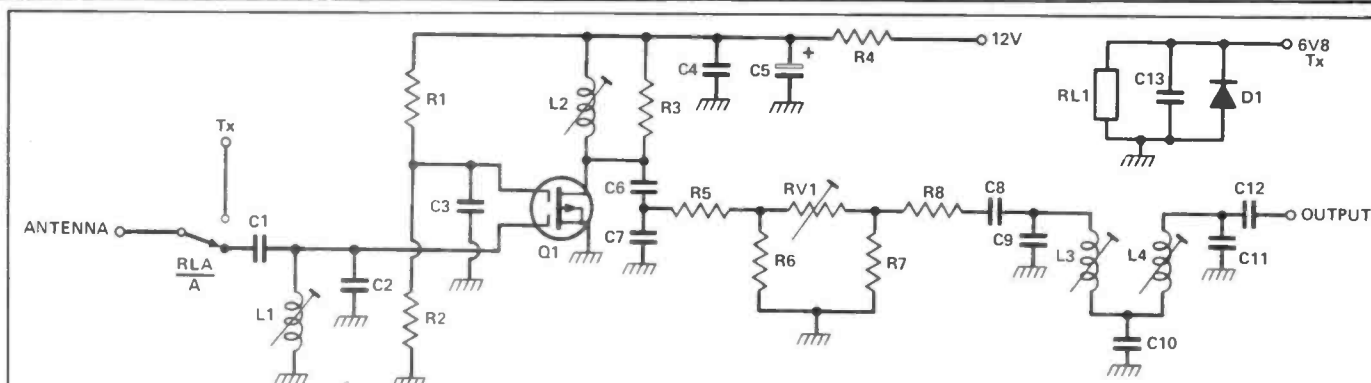 12V
R4
C4
C5
+
6V8
Tx
RL1
C13
D1
R1
L2
R3
Tx
C3
C6
ANTENNA
C1
Q1
C7
R5
RV1
R8
C8
C12
OUTPUT
RLA
A
L1
C2
R2
R6
R7
C9
L3
L4
C11
C10